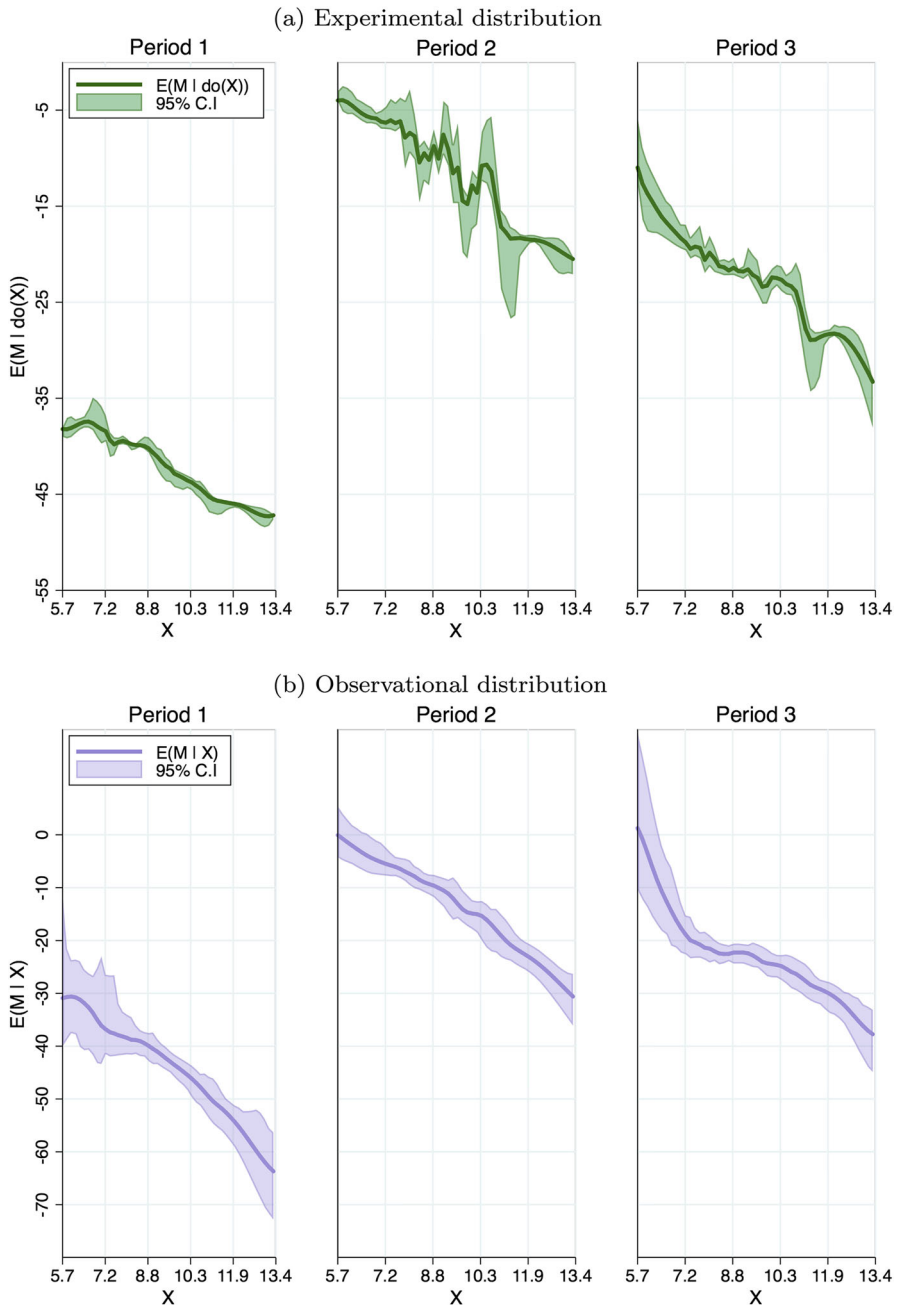 (a) Experimental distribution
Period 1
Period 2
Period 3
E(M | do(X))
95% C.I
E(M | do(X))
-5
-15
-25
-35
-45
-55
5.7 7.2 8.8 10.3 11.9 13.4
5.7 7.2 8.8 10.3 11.9 13.4
5.7 7.2 8.8 10.3 11.9 13.4
X
X
X
(b) Observational distribution
Period 1
Period 2
Period 3
E(M | X)
95% C.I
E(M | X)
0
-10
-20
-30
-40
-50
-60
-70
5.7 7.2 8.8 10.3 11.9 13.4
5.7 7.2 8.8 10.3 11.9 13.4
5.7 7.2 8.8 10.3 11.9 13.4
X
X
X